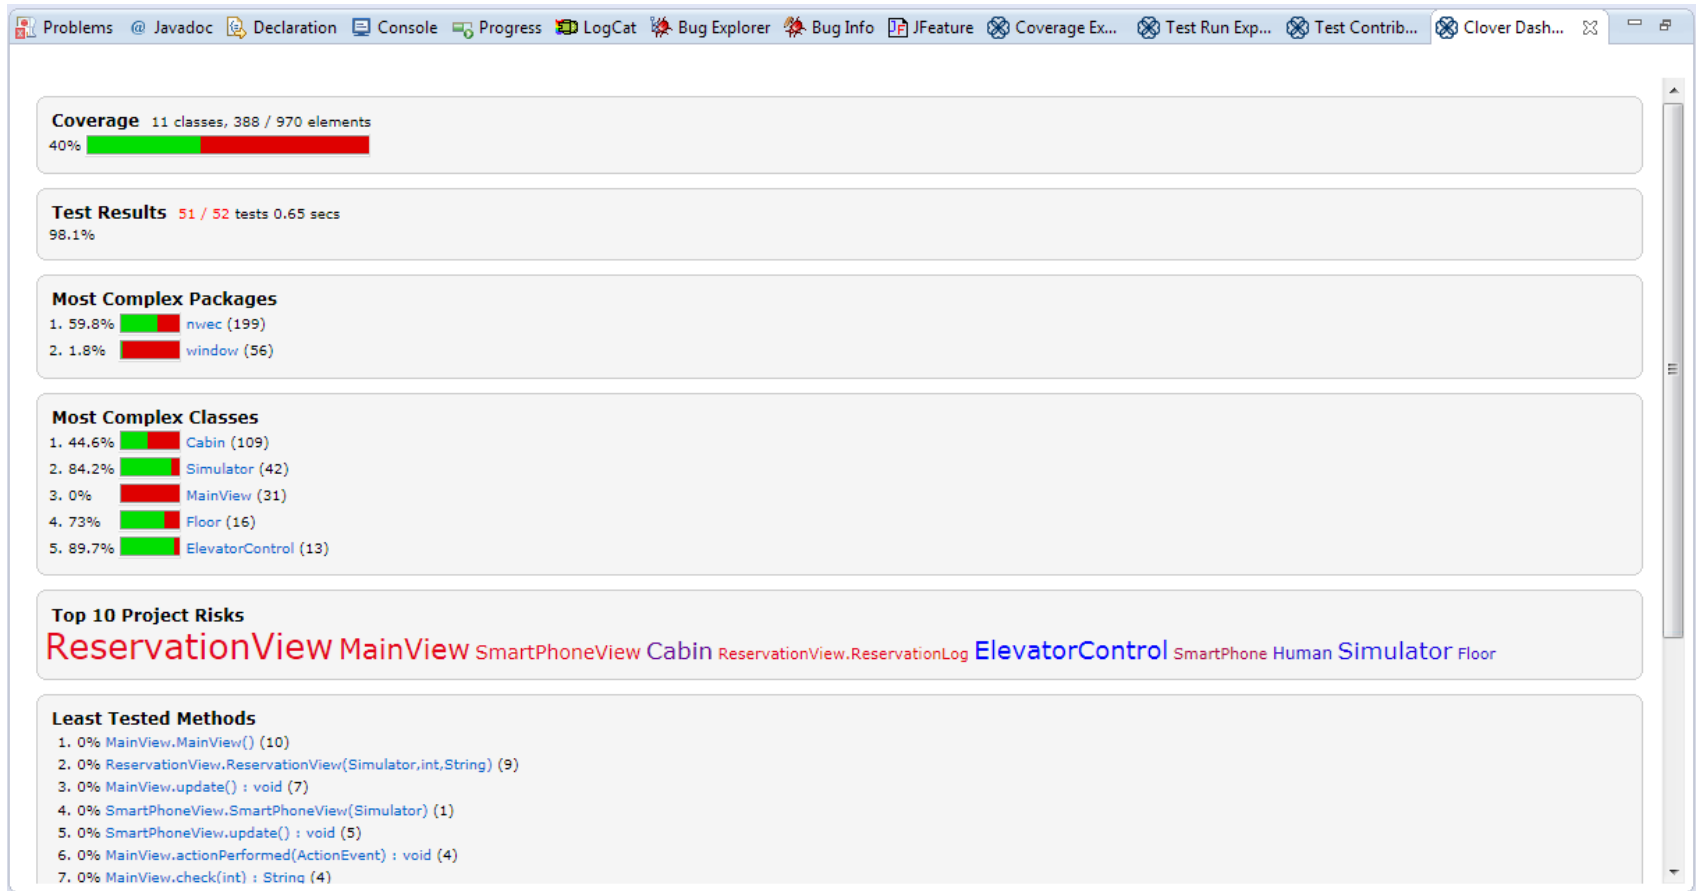 Problems @ Javadoc Declaration Console Progress LogCat Bug Explorer Bug Info JFeature Coverage Ex... Test Run Exp... Test Contrib... Clover Dash...
Coverage 11 classes, 388 / 970 elements
40%
Test Results 51 / 52 tests 0.65 secs
98.1%
Most Complex Packages
1. 59.8% nwec (199)
2. 1.8% window (56)
Most Complex Classes
1. 44.6% Cabin (109)
2. 84.2% Simulator (42)
3. 0% MainView (31)
4. 73% Floor (16)
5. 89.7% ElevatorControl (13)
Top 10 Project Risks
ReservationView MainView SmartPhoneView Cabin ReservationView.ReservationLog ElevatorControl SmartPhone Human Simulator Floor
Least Tested Methods
1. 0% MainView.MainView() (10)
2. 0% ReservationView.ReservationView(Simulator,int,String) (9)
3. 0% MainView.update() : void (7)
4. 0% SmartPhoneView.SmartPhoneView(Simulator) (1)
5. 0% SmartPhoneView.update() : void (5)
6. 0% MainView.actionPerformed(ActionEvent) : void (4)
7. 0% MainView.check(int) : String (4)